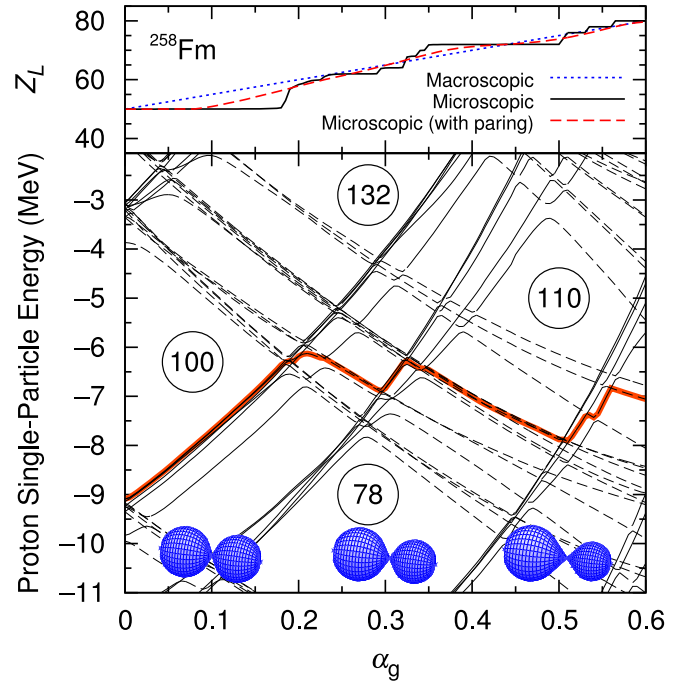 80
60
40
Z_L
²⁵⁸Fm
Macroscopic
Microscopic
Microscopic (with paring)
Proton Single-Particle Energy (MeV)
−3
−4
−5
−6
−7
−8
−9
−10
−11
132
110
100
78
0 0.1 0.2 0.3 0.4 0.5 0.6
α_g